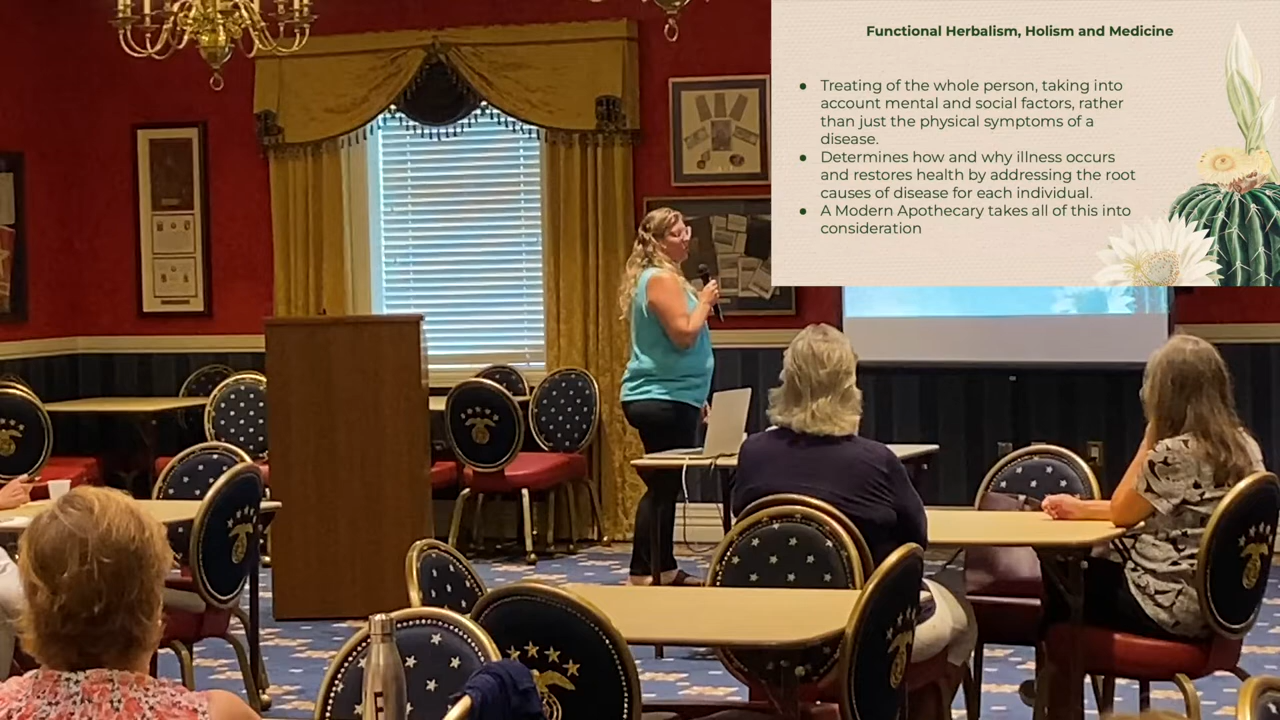 Functional Herbalism, Holism and Medicine
● Treating of the whole person, taking into
account mental and social factors, rather
than just the physical symptoms of a
disease.
● Determines how and why illness occurs
and restores health by addressing the root
causes of disease for each individual.
● A Modern Apothecary takes all of this into
consideration